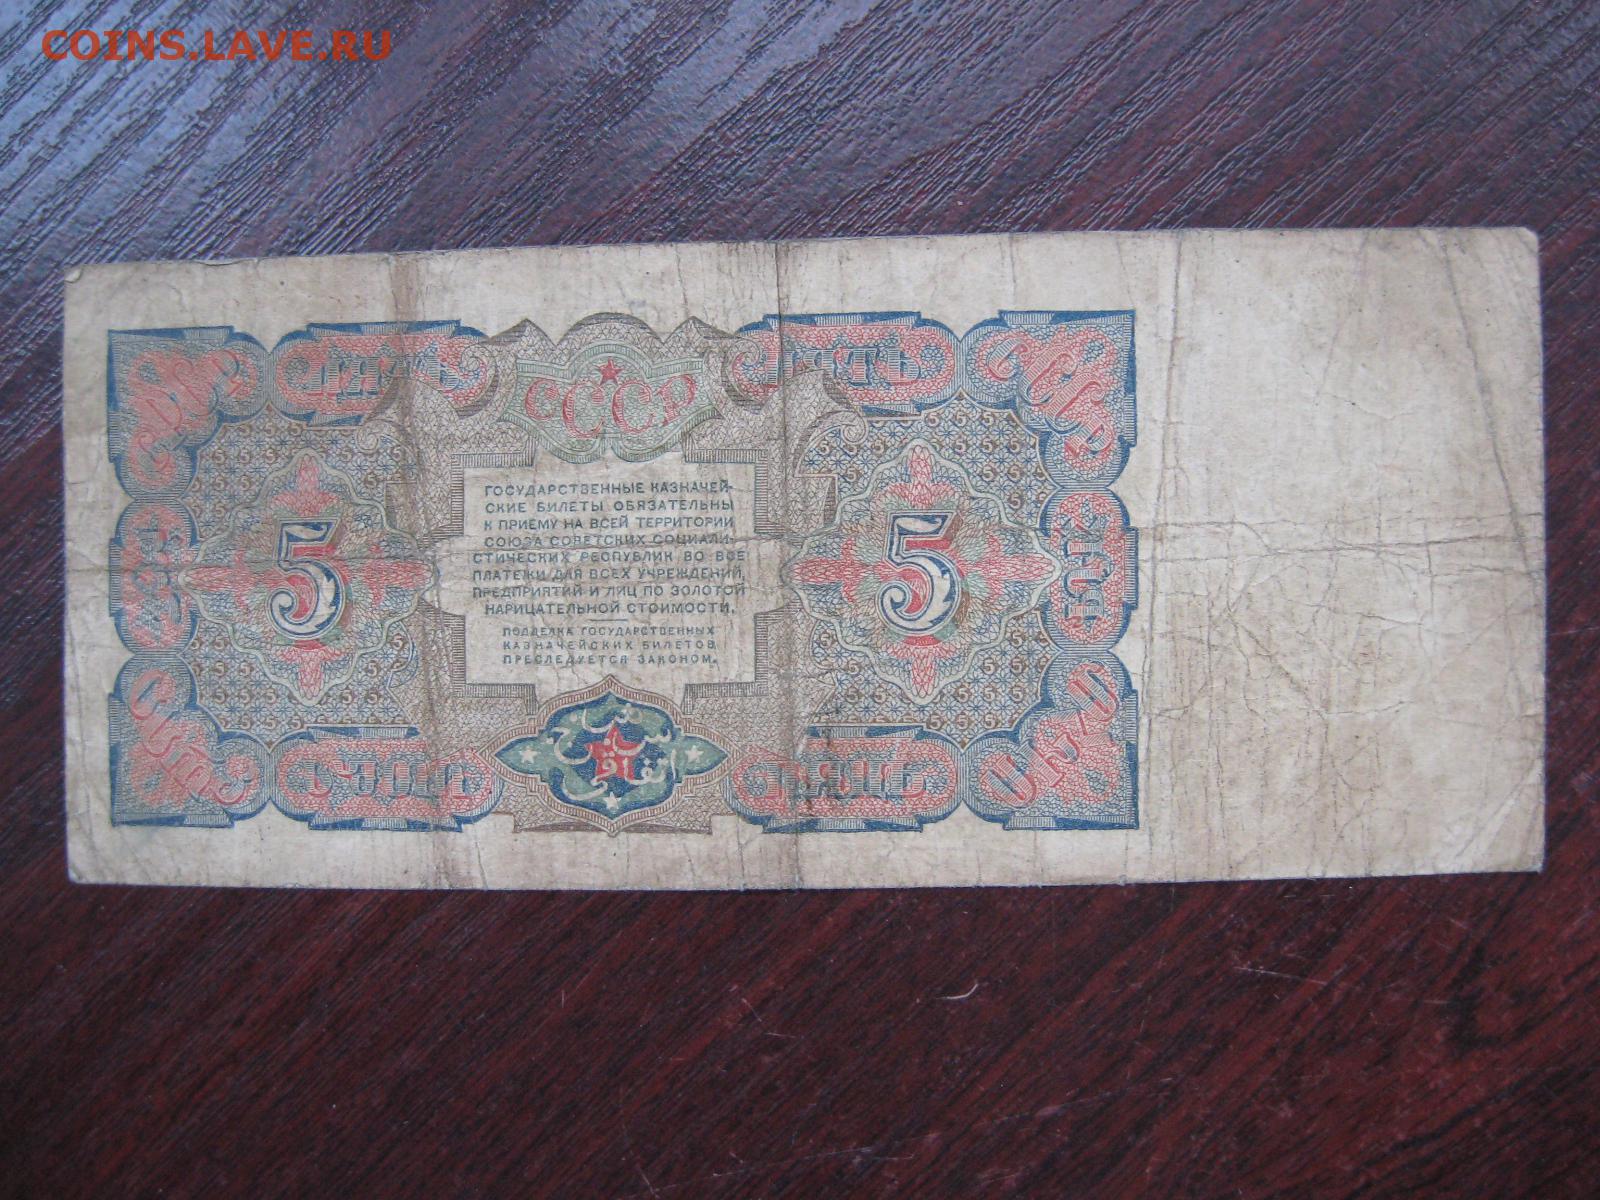 COINS.LAVE.RU
ПЯТЬ
СССР
ПЯТЬ
5
5
ГОСУДАРСТВЕННЫЕ КАЗНАЧЕЙ-
СКИЕ БИЛЕТЫ ОБЯЗАТЕЛЬНЫ
К ПРИЕМУ НА ВСЕЙ ТЕРРИТОРИИ
СОЮЗА СОВЕТСКИХ СОЦИАЛИ-
СТИЧЕСКИХ РЕСПУБЛИК ВО ВСЕ
ПЛАТЕЖИ ДЛЯ ВСЕХ УЧРЕЖДЕНИЙ,
ПРЕДПРИЯТИЙ И ЛИЦ ПО ЗОЛОТОЙ
НАРИЦАТЕЛЬНОЙ СТОИМОСТИ.
ПОДДЕЛКА ГОСУДАРСТВЕННЫХ
КАЗНАЧЕЙСКИХ БИЛЕТОВ
ПРЕСЛЕДУЕТСЯ ЗАКОНОМ.